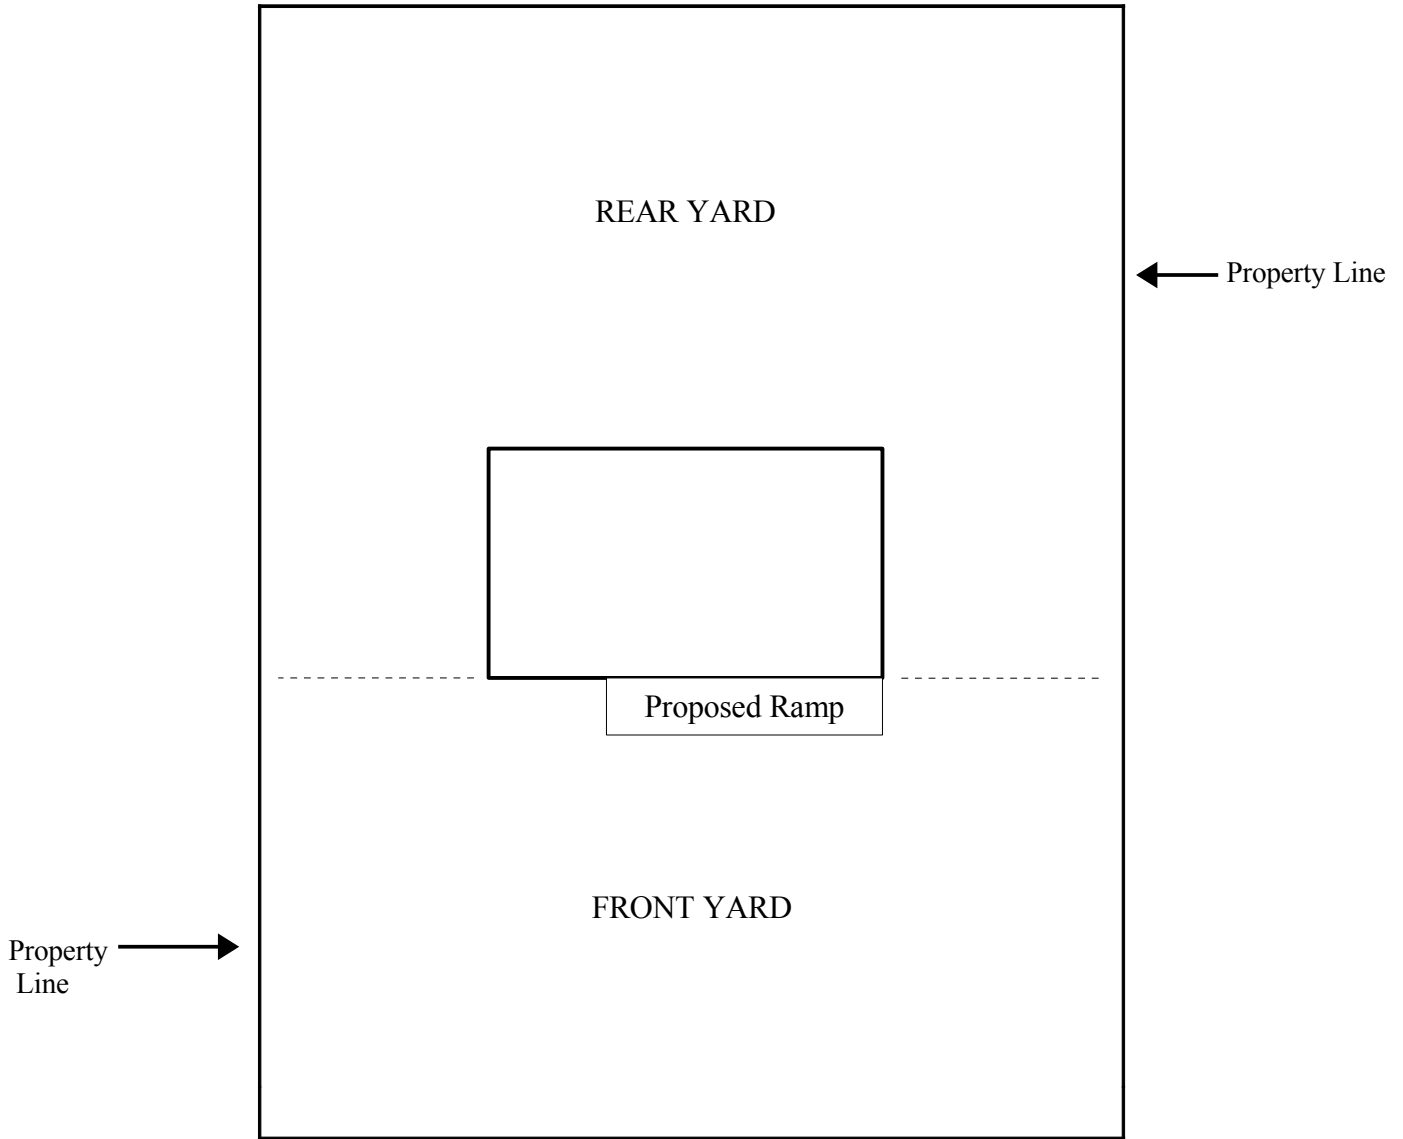 REAR YARD
Property Line
Proposed Ramp
FRONT YARD
Property
Line